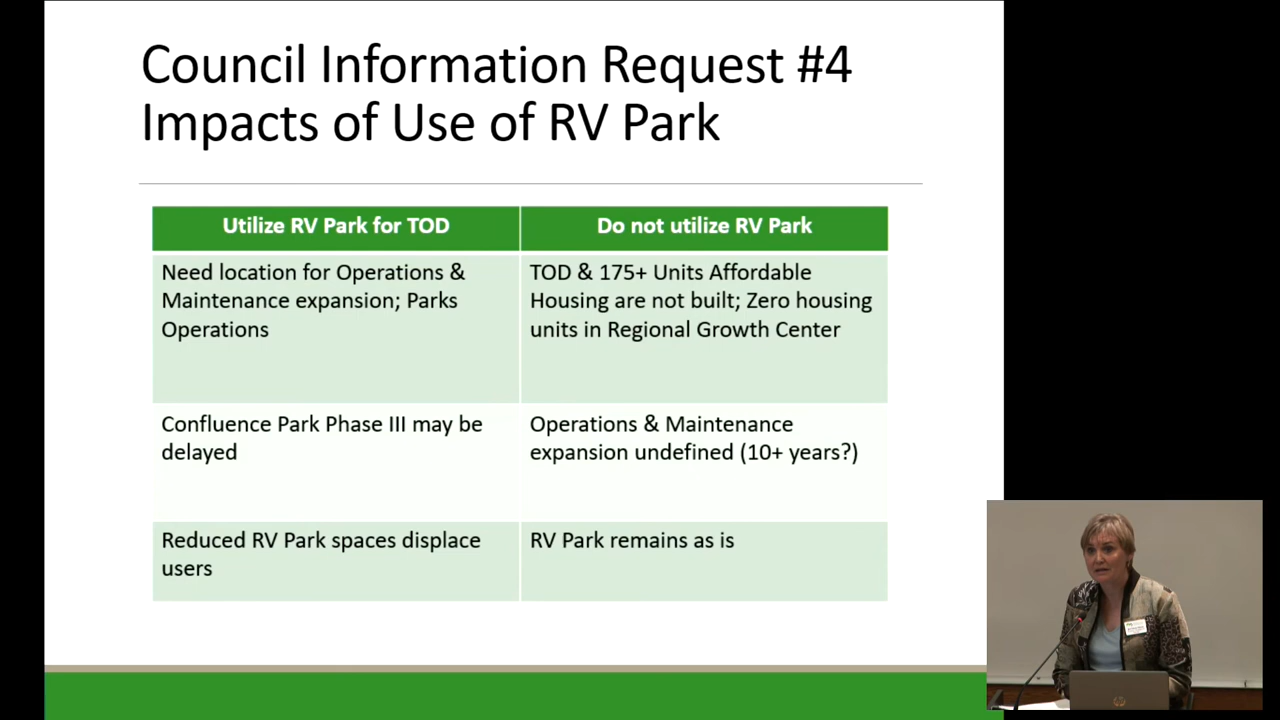 Council Information Request #4
Impacts of Use of RV Park
Utilize RV Park for TOD
Do not utilize RV Park
Need location for Operations &
Maintenance expansion; Parks
Operations
TOD & 175+ Units Affordable
Housing are not built; Zero housing
units in Regional Growth Center
Confluence Park Phase III may be
delayed
Operations & Maintenance
expansion undefined (10+ years?)
Reduced RV Park spaces displace
users
RV Park remains as is
hp